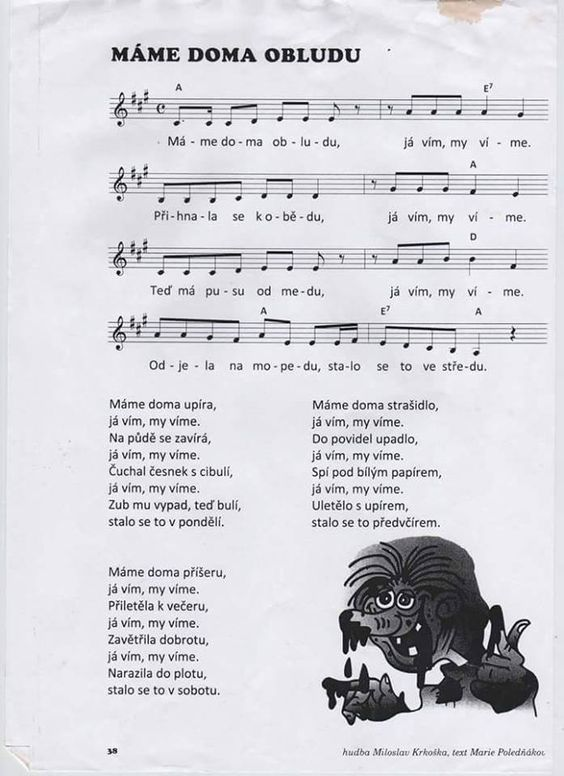 MÁME DOMA OBLUDU
A E7
Má - me do - ma ob - lu - du, já vím, my ví - me.
A
Při - hna - la se k o - bě - du, já vím, my ví - me.
D
Teď má pu - su od me - du, já vím, my ví - me.
A E7 A
Od - je - la na mo - pe - du, sta - lo se to ve stře - du.
Máme doma upíra,
já vím, my víme.
Na půdě se zavírá,
já vím, my víme.
Čuchal česnek s cibulí,
já vím, my víme.
Zub mu vypad, teď bulí,
stalo se to v pondělí.
Máme doma strašidlo,
já vím, my víme.
Do povidel upadlo,
já vím, my víme.
Spí pod bílým papírem,
já vím, my víme.
Uletělo s upírem,
stalo se to předvčírem.
Máme doma příšeru,
já vím, my víme.
Přiletěla k večeru,
já vím, my víme.
Zavětřila dobrotu,
já vím, my víme.
Narazila do plotu,
stalo se to v sobotu.
38
hudba Miloslav Krkoška, text Marie Poledňákov